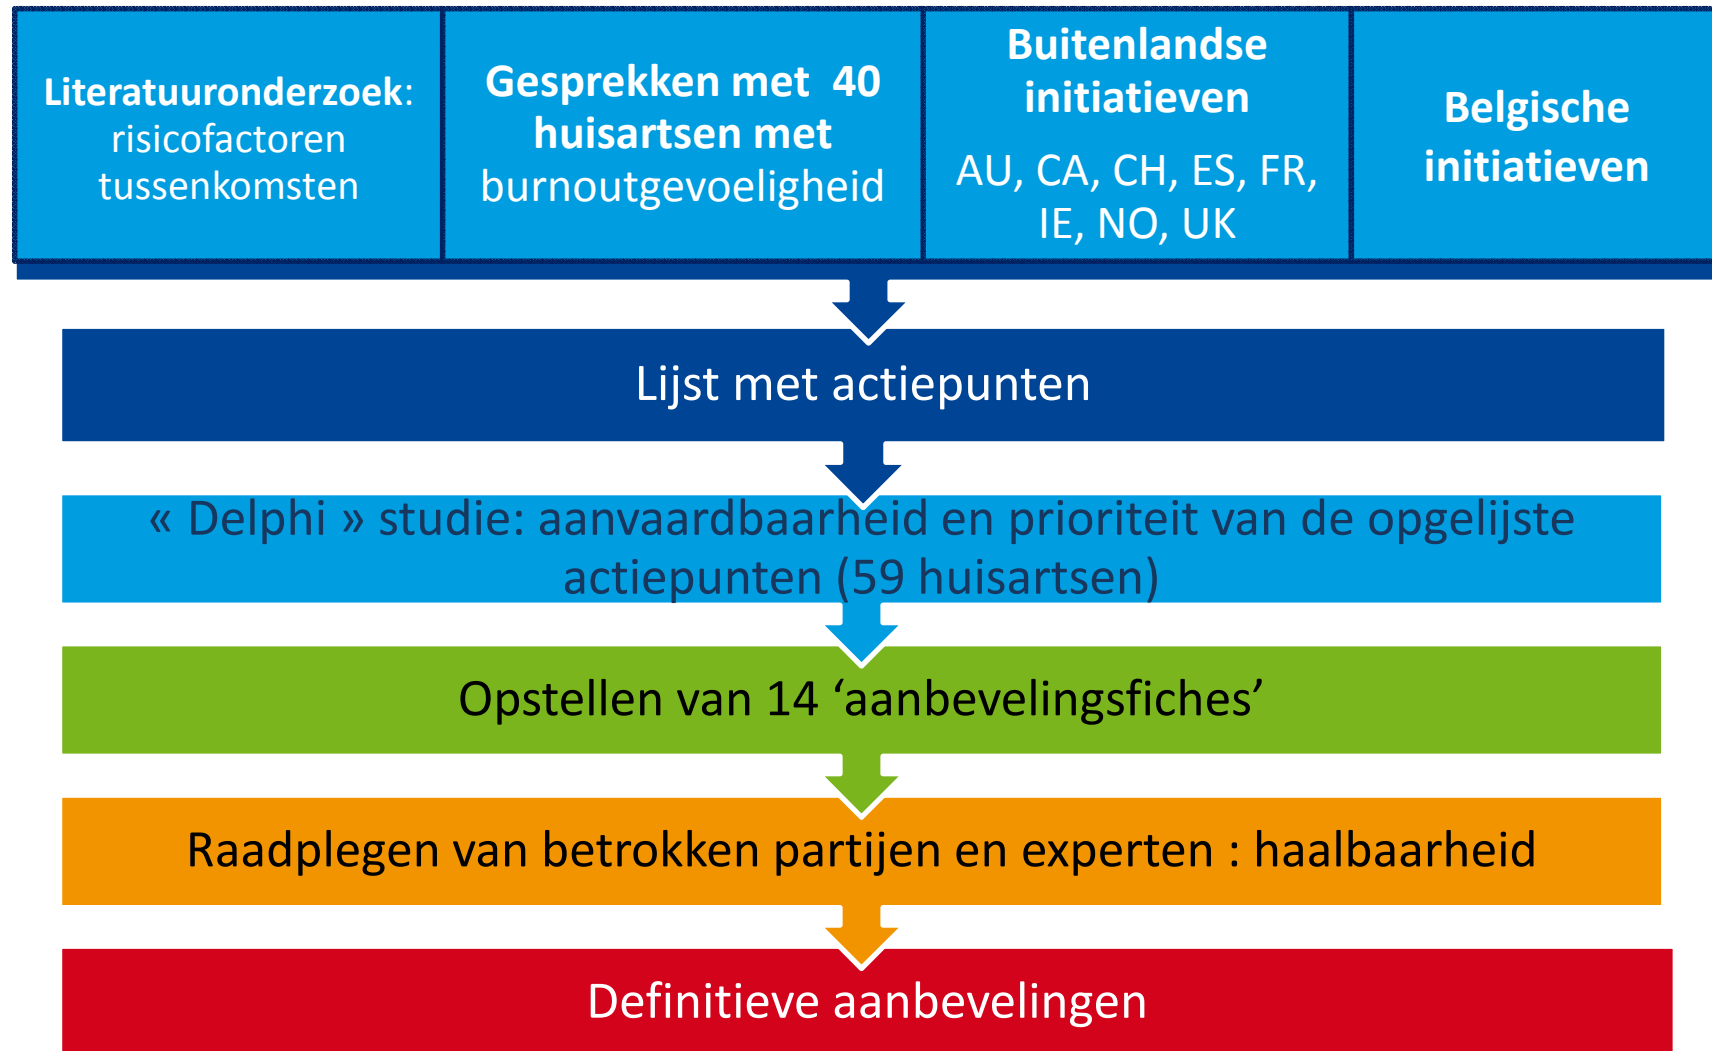 Literatuuronderzoek:
risicofactoren
tussenkomsten
Gesprekken met  40
huisartsen met
burnoutgevoeligheid
Buitenlandse
initiatieven
AU, CA, CH, ES, FR,
IE, NO, UK
Belgische
initiatieven
Lijst met actiepunten
« Delphi » studie: aanvaardbaarheid en prioriteit van de opgelijste
actiepunten (59 huisartsen)
Opstellen van 14 ‘aanbevelingsfiches’
Raadplegen van betrokken partijen en experten : haalbaarheid
Definitieve aanbevelingen